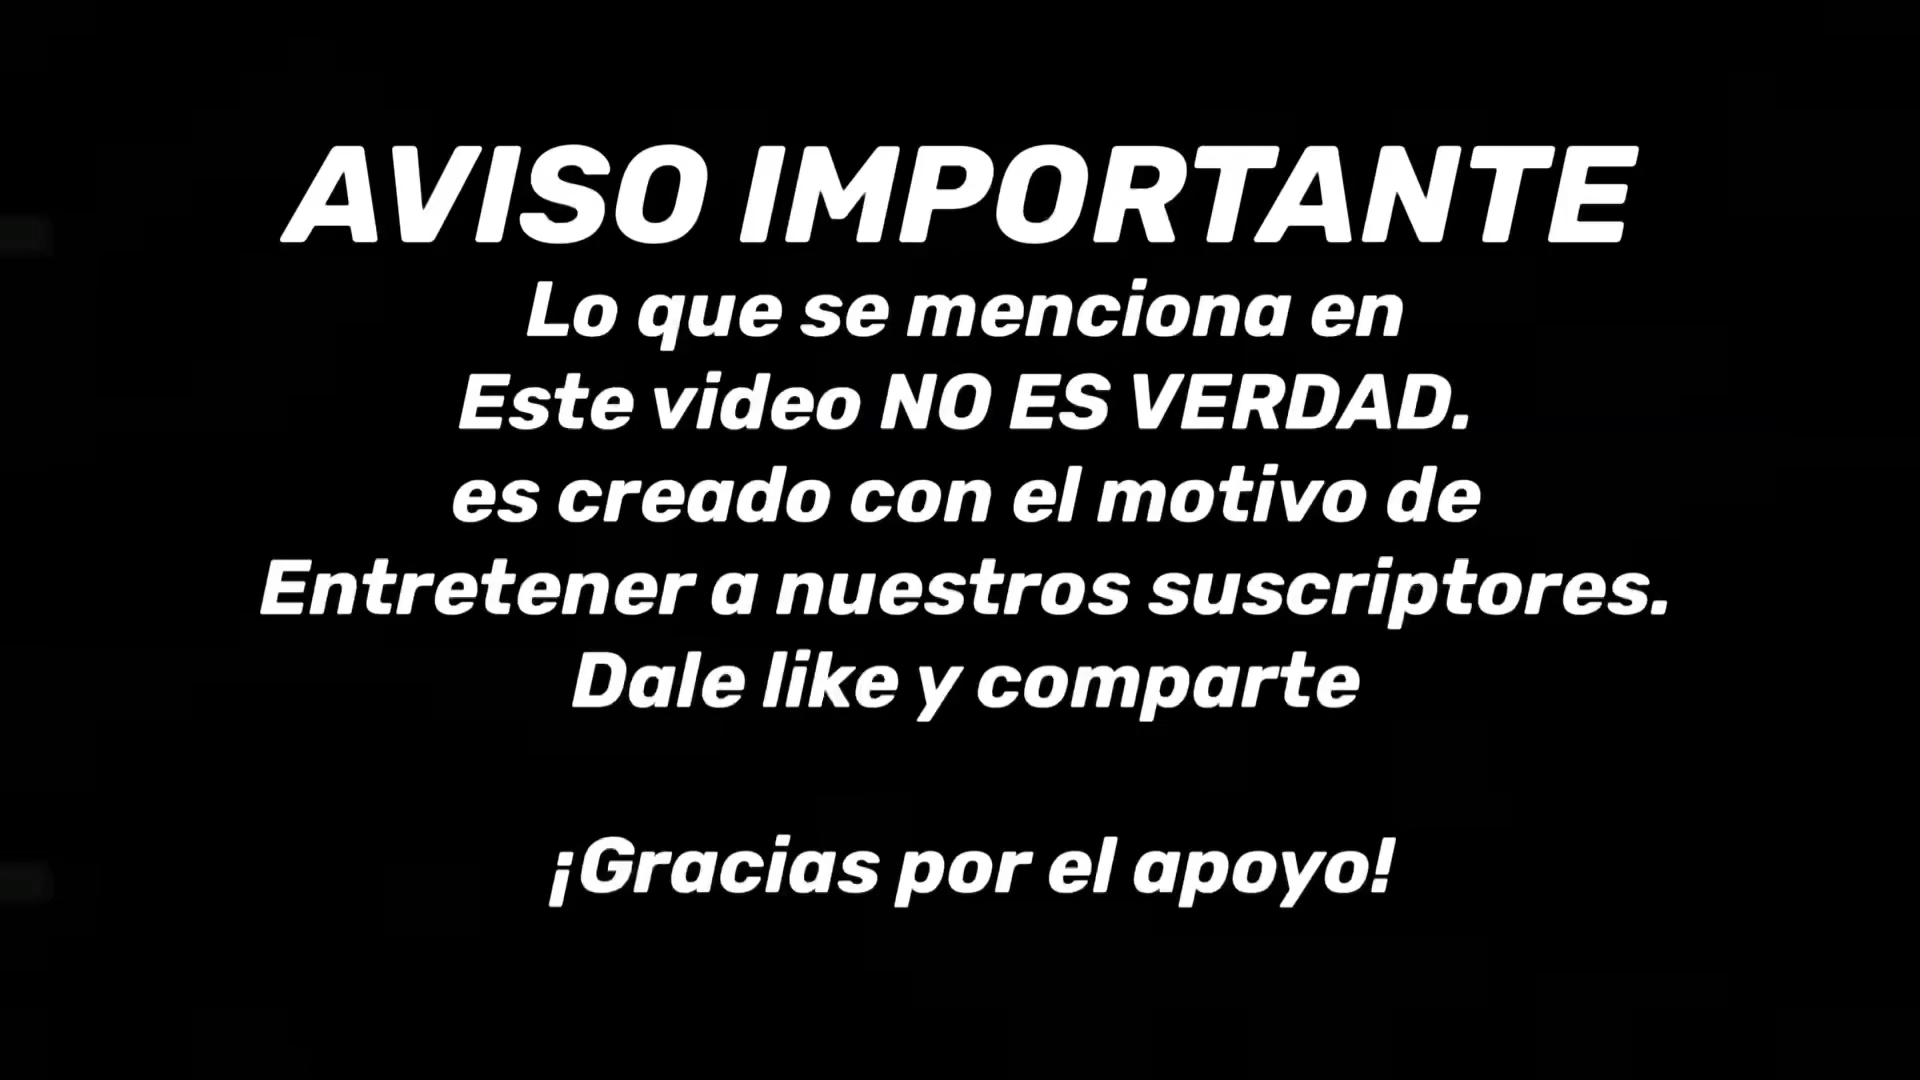 AVISO IMPORTANTE
Lo que se menciona en
Este video NO ES VERDAD.
es creado con el motivo de
Entretener a nuestros suscriptores.
Dale like y comparte
¡Gracias por el apoyo!